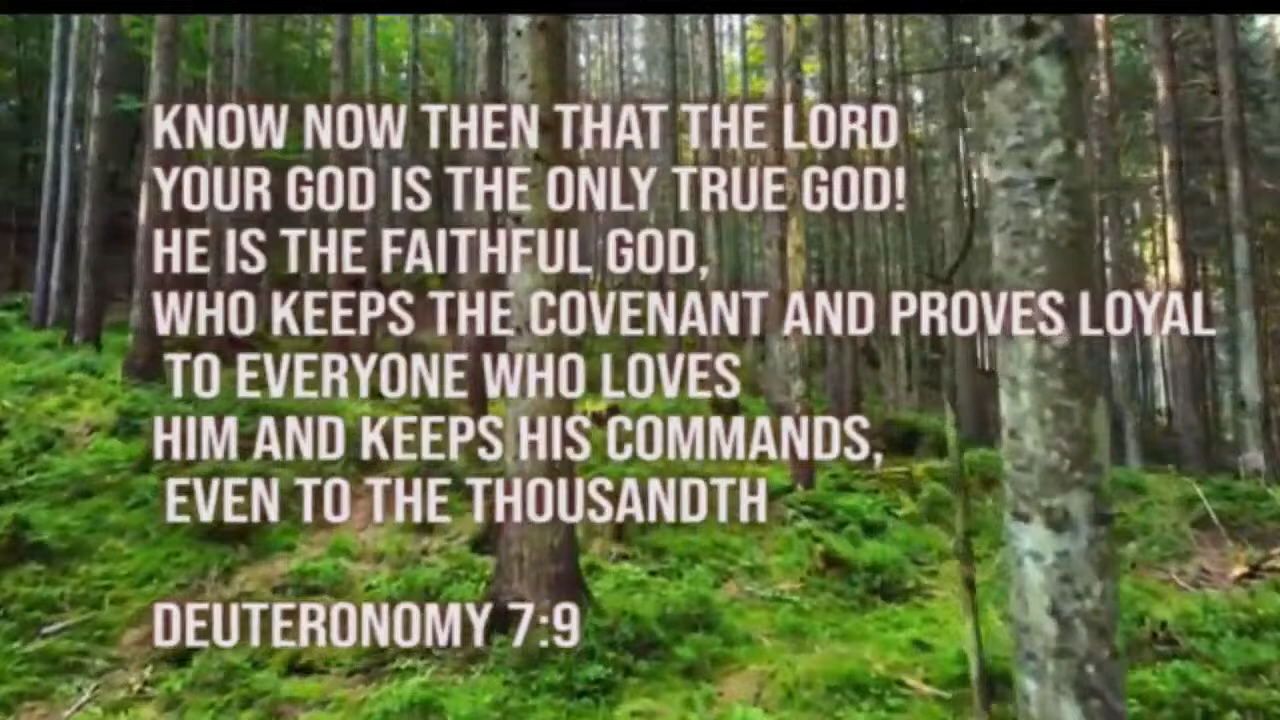 KNOW NOW THEN THAT THE LORD
YOUR GOD IS THE ONLY TRUE GOD!
HE IS THE FAITHFUL GOD,
WHO KEEPS THE COVENANT AND PROVES LOYAL
TO EVERYONE WHO LOVES
HIM AND KEEPS HIS COMMANDS,
EVEN TO THE THOUSANDTH
DEUTERONOMY 7:9